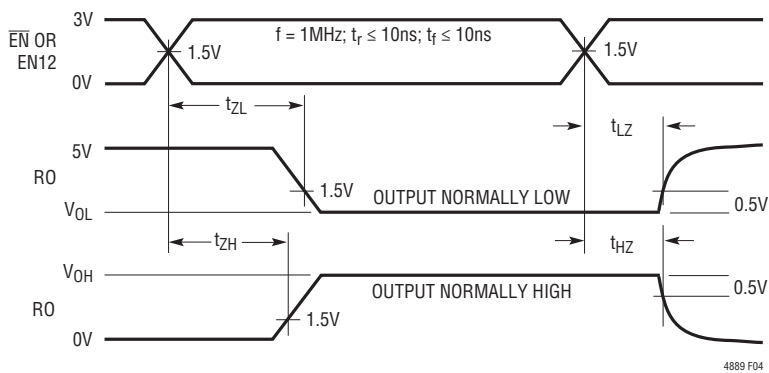 3V
E̅N̅ OR
EN12
0V
1.5V
f = 1MHz; tr ≤ 10ns; tf ≤ 10ns
1.5V
tZL
tLZ
5V
RO
VOL
1.5V
OUTPUT NORMALLY LOW
0.5V
tZH
tHZ
VOH
RO
0V
1.5V
OUTPUT NORMALLY HIGH
0.5V
4889 F04